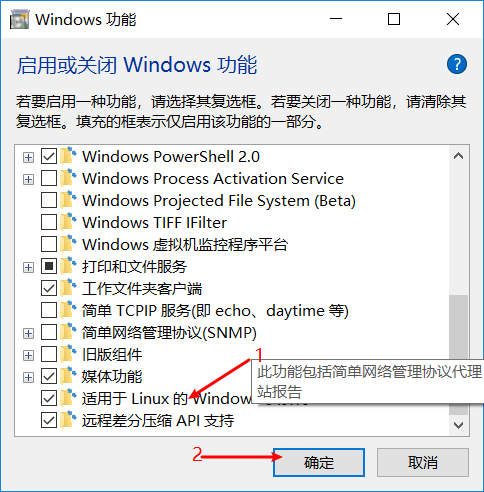 Windows 功能
启用或关闭 Windows 功能
?
若要启用一种功能，请选择其复选框。若要关闭一种功能，请清除其
复选框。填充的框表示仅启用该功能的一部分。
Windows PowerShell 2.0
Windows Process Activation Service
Windows Projected File System (Beta)
Windows TIFF IFilter
Windows 虚拟机监控程序平台
打印和文件服务
工作文件夹客户端
简单 TCPIP 服务(即 echo、daytime 等)
简单网络管理协议(SNMP)
旧版组件
1
此功能包括简单网络管理协议代理
站报告
媒体功能
适用于 Linux 的 Window
远程差分压缩 API 支持
2
确定
取消